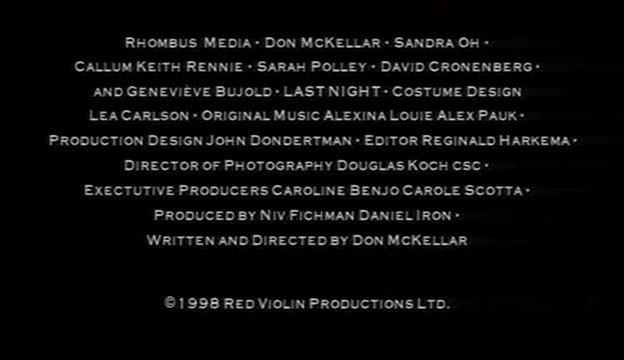 RHOMBUS MEDIA · DON MCKELLAR · SANDRA OH ·
CALLUM KEITH RENNIE · SARAH POLLEY · DAVID CRONENBERG ·
AND GENEVIÈVE BUJOLD · LAST NIGHT · COSTUME DESIGN
LEA CARLSON · ORIGINAL MUSIC ALEXINA LOUIE ALEX PAUK ·
PRODUCTION DESIGN JOHN DONDERTMAN · EDITOR REGINALD HARKEMA ·
DIRECTOR OF PHOTOGRAPHY DOUGLAS KOCH CSC ·
EXECTUTIVE PRODUCERS CAROLINE BENJO CAROLE SCOTTA ·
PRODUCED BY NIV FICHMAN DANIEL IRON ·
WRITTEN AND DIRECTED BY DON MCKELLAR
©1998 RED VIOLIN PRODUCTIONS LTD.